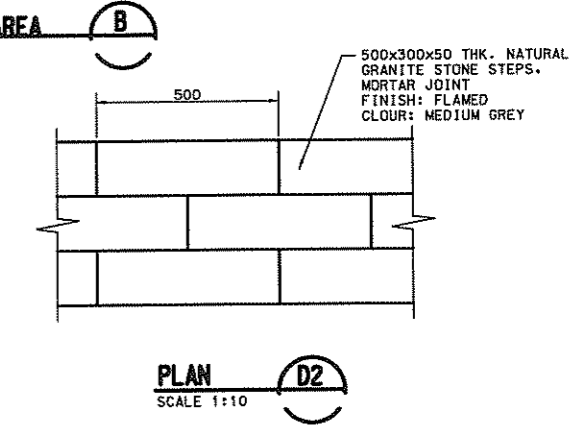 AREA
B
500x300x50 THK. NATURAL
GRANITE STONE STEPS.
MORTAR JOINT
FINISH: FLAMED
CLOUR: MEDIUM GREY
500
PLAN
D2
SCALE 1:10